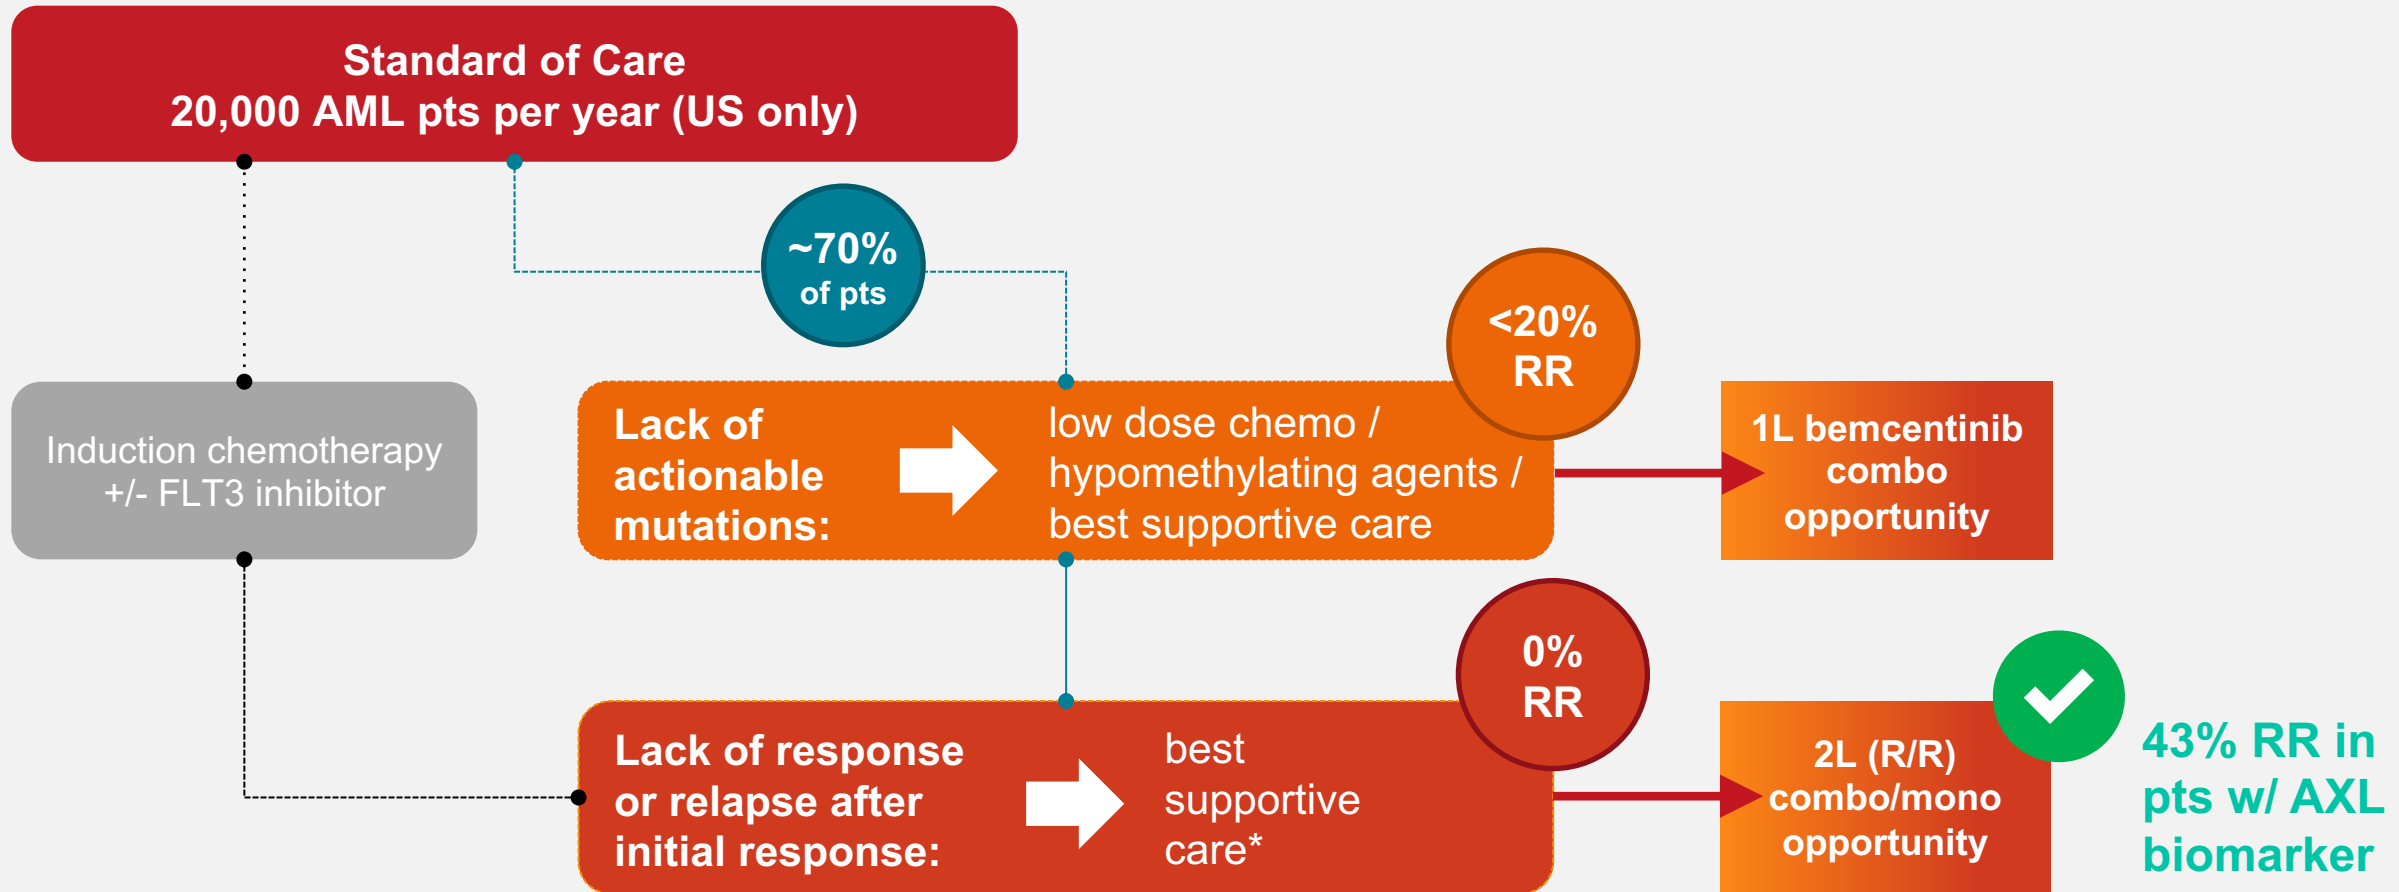 Standard of Care
20,000 AML pts per year (US only)
~70%
of pts
<20%
RR
Induction chemotherapy
+/- FLT3 inhibitor
Lack of
actionable
mutations:
low dose chemo /
hypomethylating agents /
best supportive care
1L bemcentinib
combo
opportunity
0%
RR
Lack of response
or relapse after
initial response:
best
supportive
care*
2L (R/R)
combo/mono
opportunity
43% RR in
pts w/ AXL
biomarker